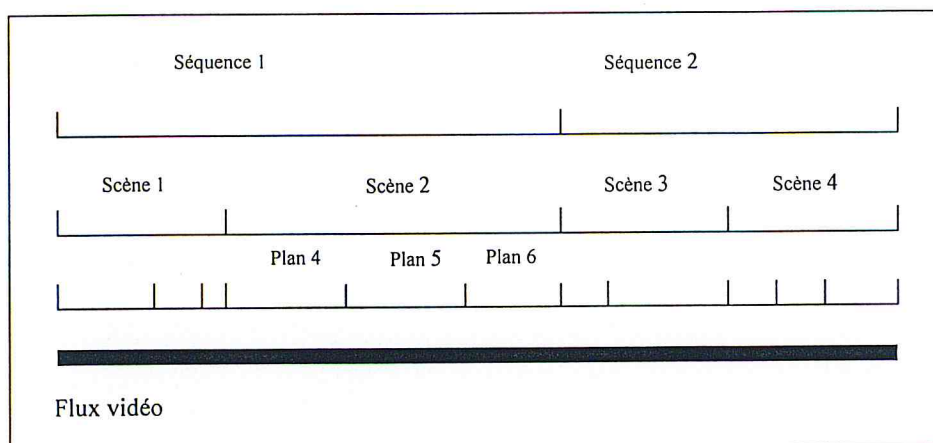 Séquence 1 Séquence 2
Scène 1 Scène 2 Scène 3 Scène 4
Plan 4 Plan 5 Plan 6
Flux vidéo